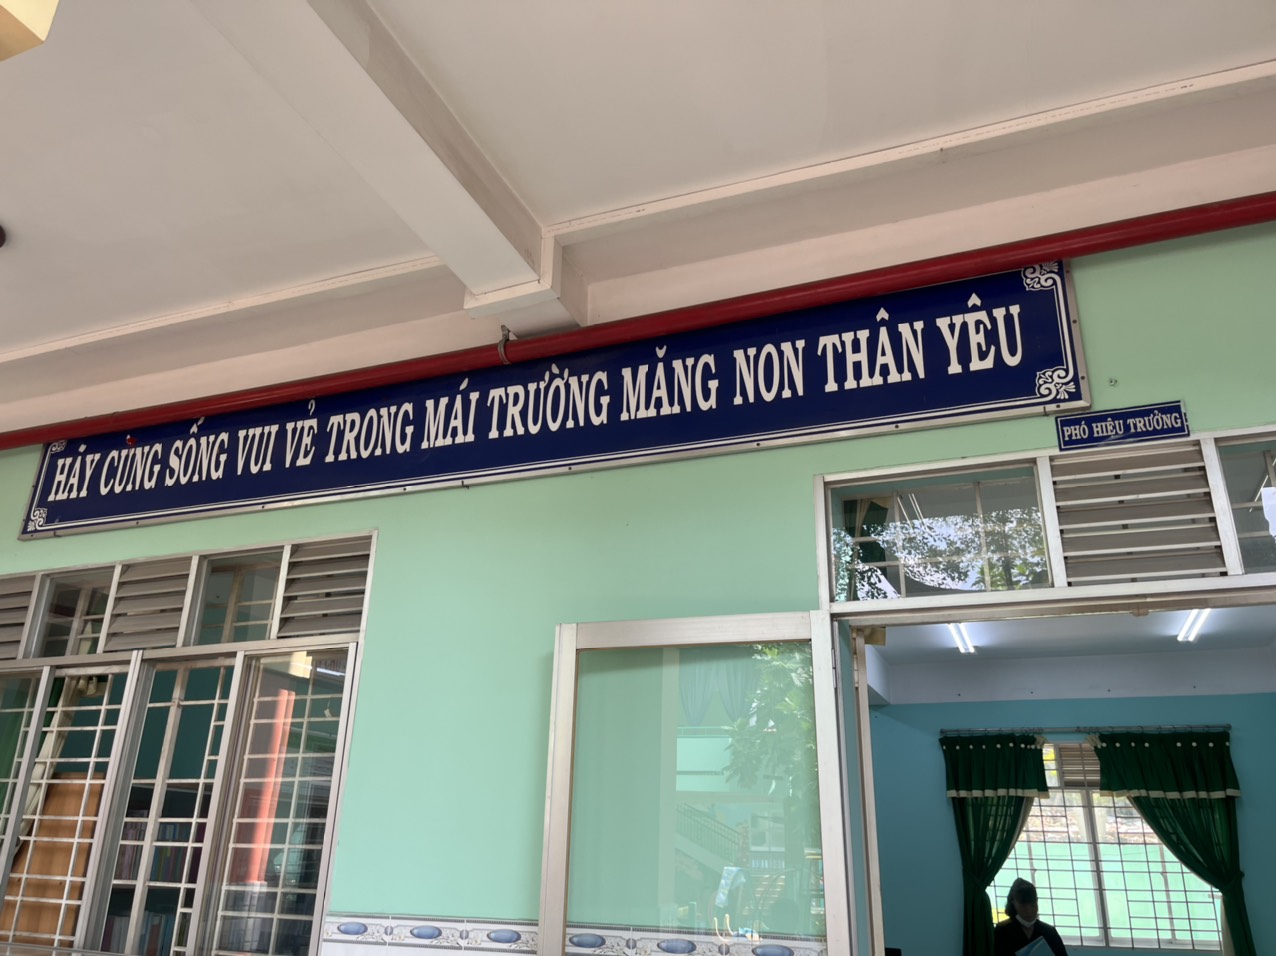 HÃY CÙNG SỐNG VUI VẺ TRONG MÁI TRƯỜNG MĂNG NON THÂN YÊU
PHÓ HIỆU TRƯỞNG